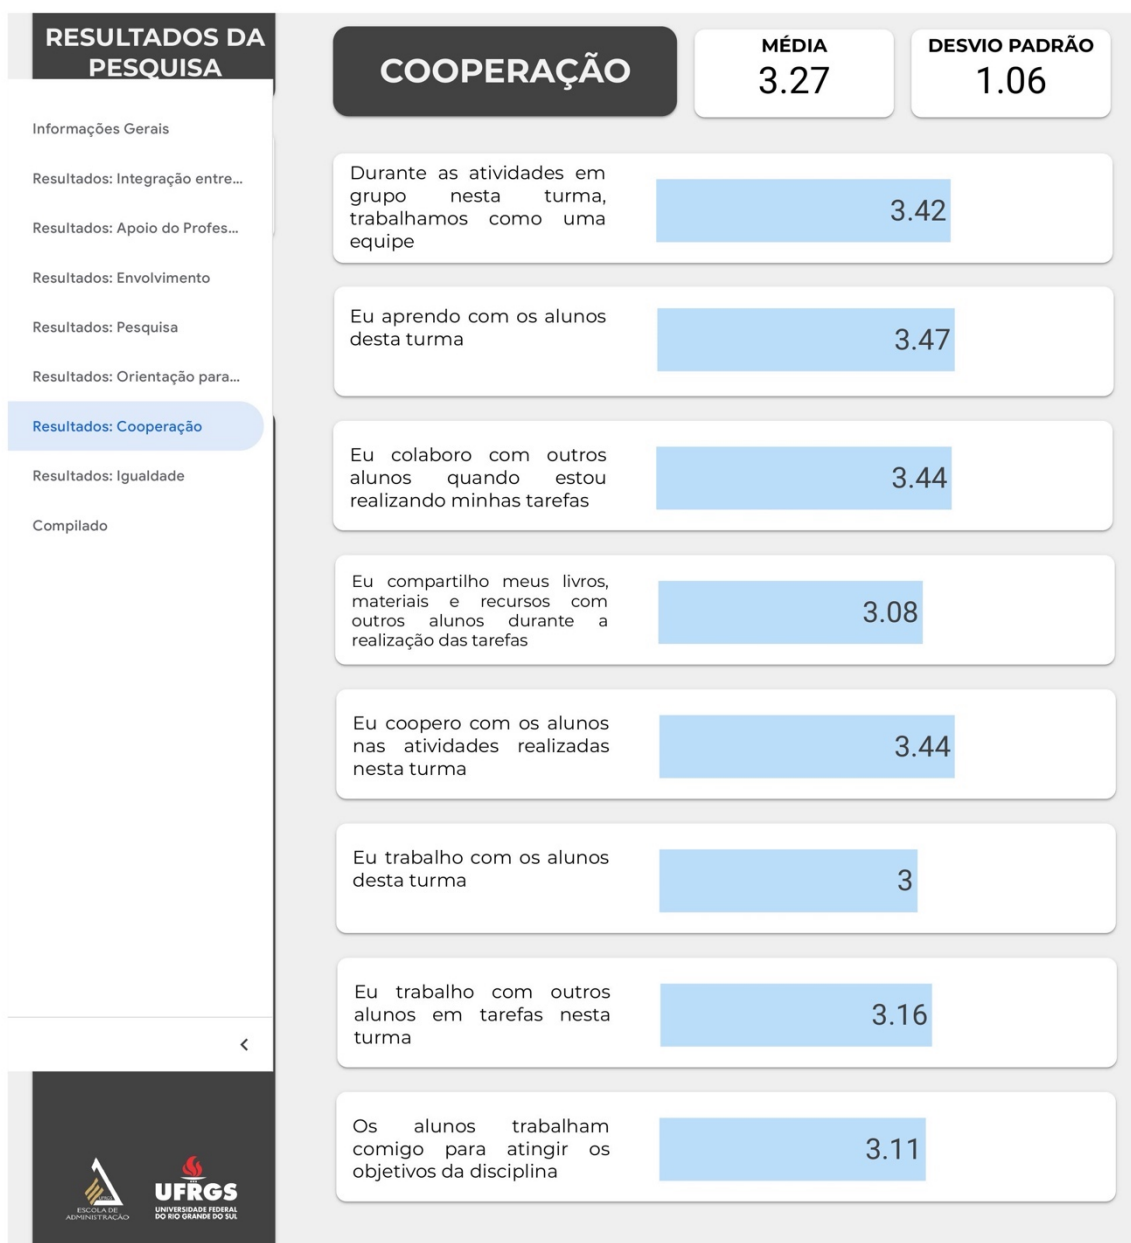 RESULTADOS DA
PESQUISA
Informações Gerais
Resultados: Integração entre...
Resultados: Apoio do Profes...
Resultados: Envolvimento
Resultados: Pesquisa
Resultados: Orientação para...
Resultados: Cooperação
Resultados: Igualdade
Compilado
ESCOLA DE
ADMINISTRAÇÃO
UFRGS
UNIVERSIDADE FEDERAL
DO RIO GRANDE DO SUL
COOPERAÇÃO
MÉDIA
3.27
DESVIO PADRÃO
1.06
Durante as atividades em
grupo nesta turma,
trabalhamos como uma
equipe
3.42
Eu aprendo com os alunos
desta turma
3.47
Eu colaboro com outros
alunos quando estou
realizando minhas tarefas
3.44
Eu compartilho meus livros,
materiais e recursos com
outros alunos durante a
realização das tarefas
3.08
Eu coopero com os alunos
nas atividades realizadas
nesta turma
3.44
Eu trabalho com os alunos
desta turma
3
Eu trabalho com outros
alunos em tarefas nesta
turma
3.16
Os alunos trabalham
comigo para atingir os
objetivos da disciplina
3.11